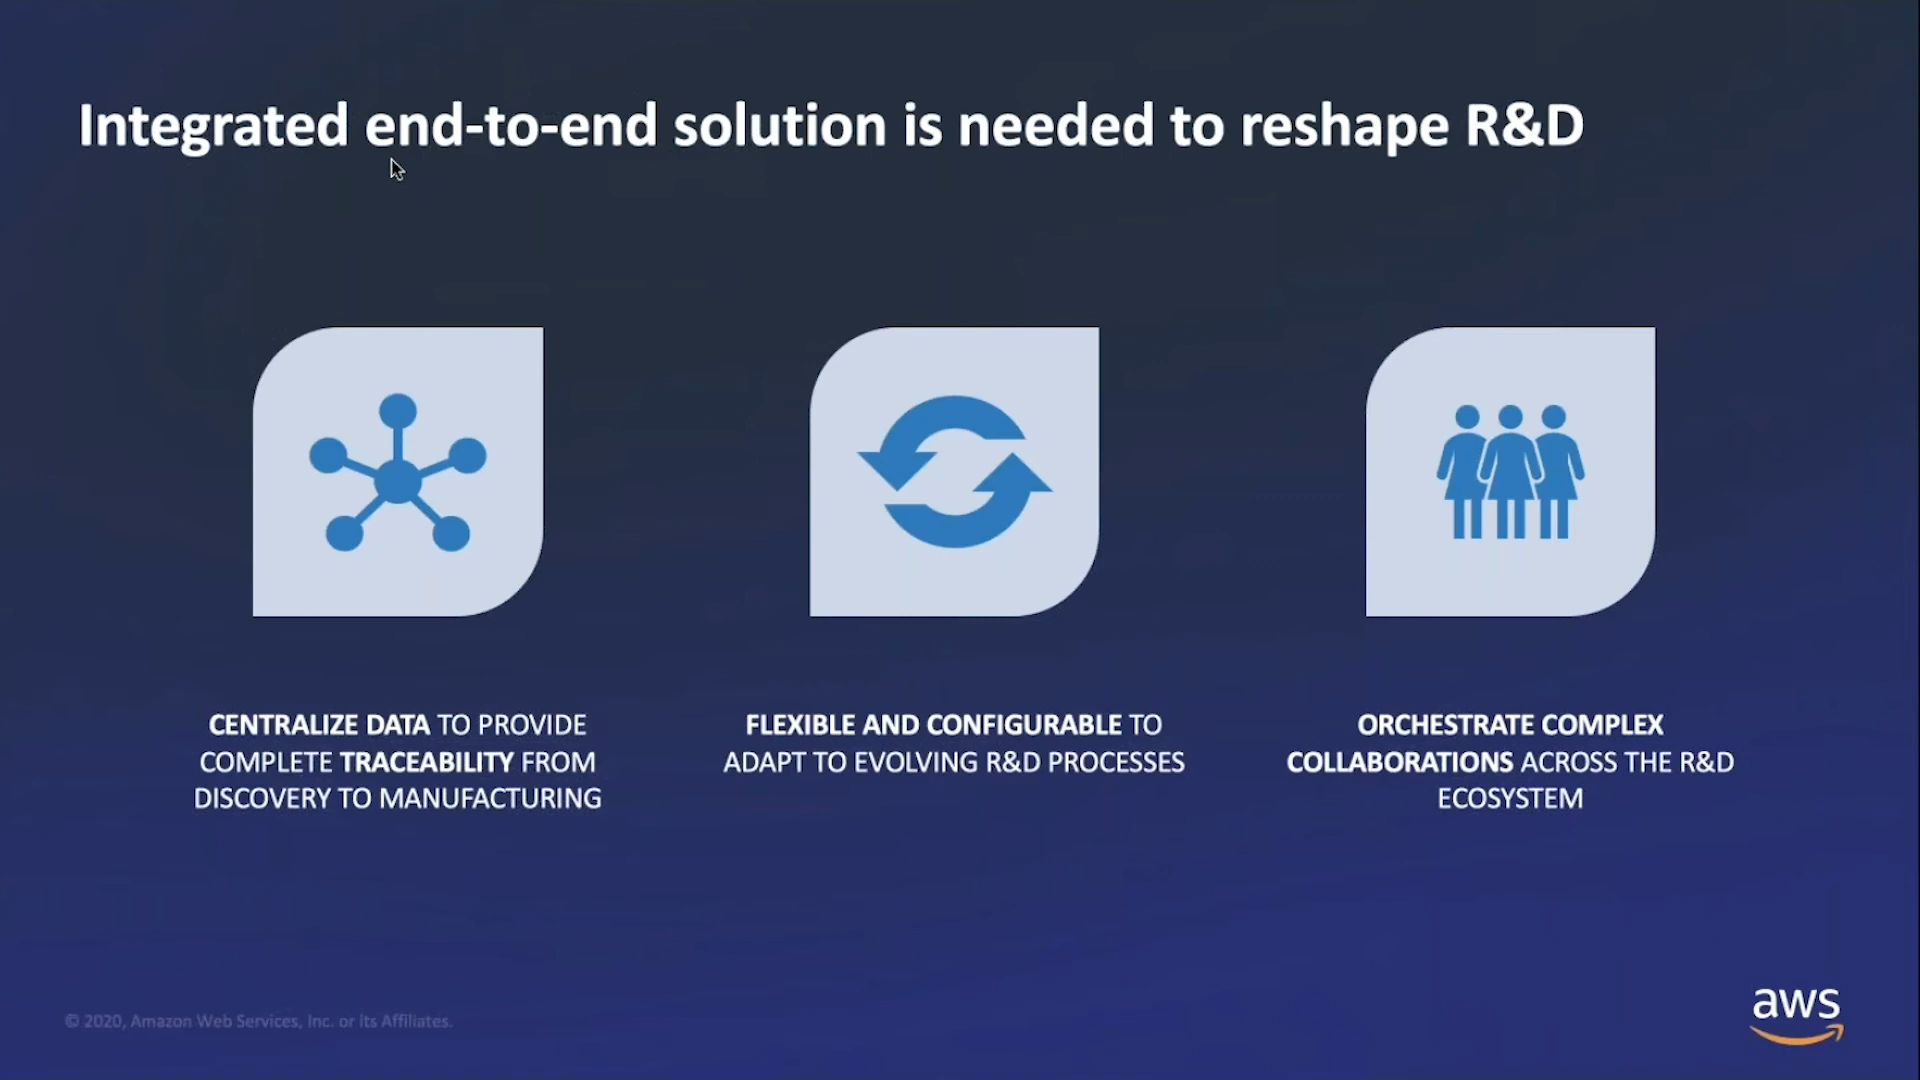 Integrated end-to-end solution is needed to reshape R&D
CENTRALIZE DATA TO PROVIDE
COMPLETE TRACEABILITY FROM
DISCOVERY TO MANUFACTURING
FLEXIBLE AND CONFIGURABLE TO
ADAPT TO EVOLVING R&D PROCESSES
ORCHESTRATE COMPLEX
COLLABORATIONS ACROSS THE R&D
ECOSYSTEM
© 2020, Amazon Web Services, Inc. or its Affiliates.
aws